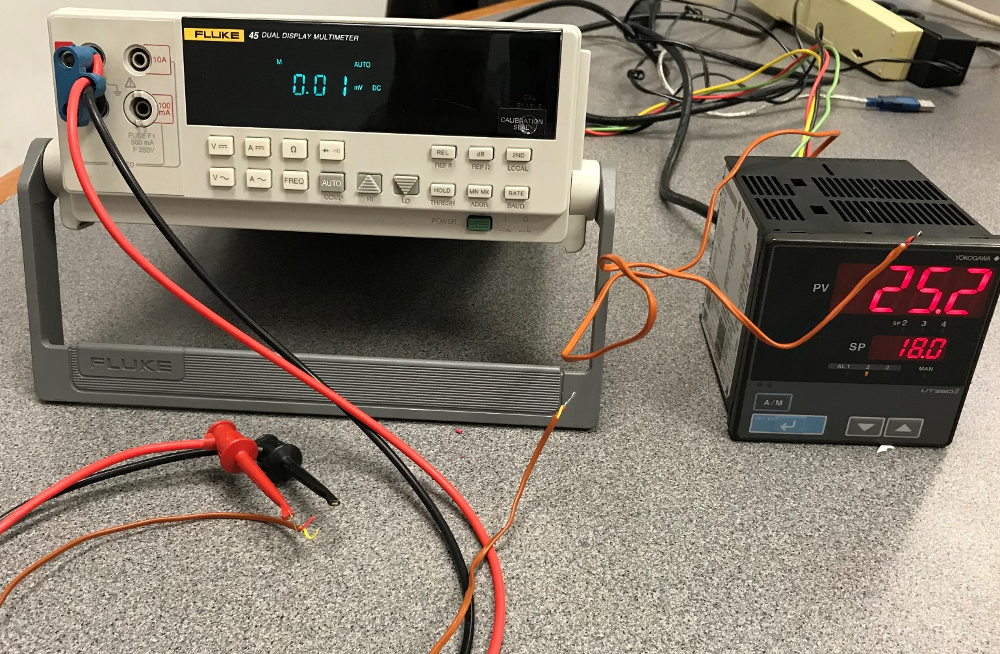 FLUKE 45 DUAL DISPLAY MULTIMETER
M AUTO
0.01 mV DC
10A
100 mA
FUSE F1
500 mA
F 250V
CAL
ENABLE
CALIBRATION
SEAL
V A Ω
REL dB 2ND
REF # REF Ω LOCAL
V A FREQ AUTO
HOLD MN MX RATE
COMP HI LO THRESH ADDR BAUD
POWER I O
FLUKE
YOKOGAWA
PV 25.2
SP2 3 4
SP 18.0
AL1 2 3 MAN
UT350
A/M
SET/ENT